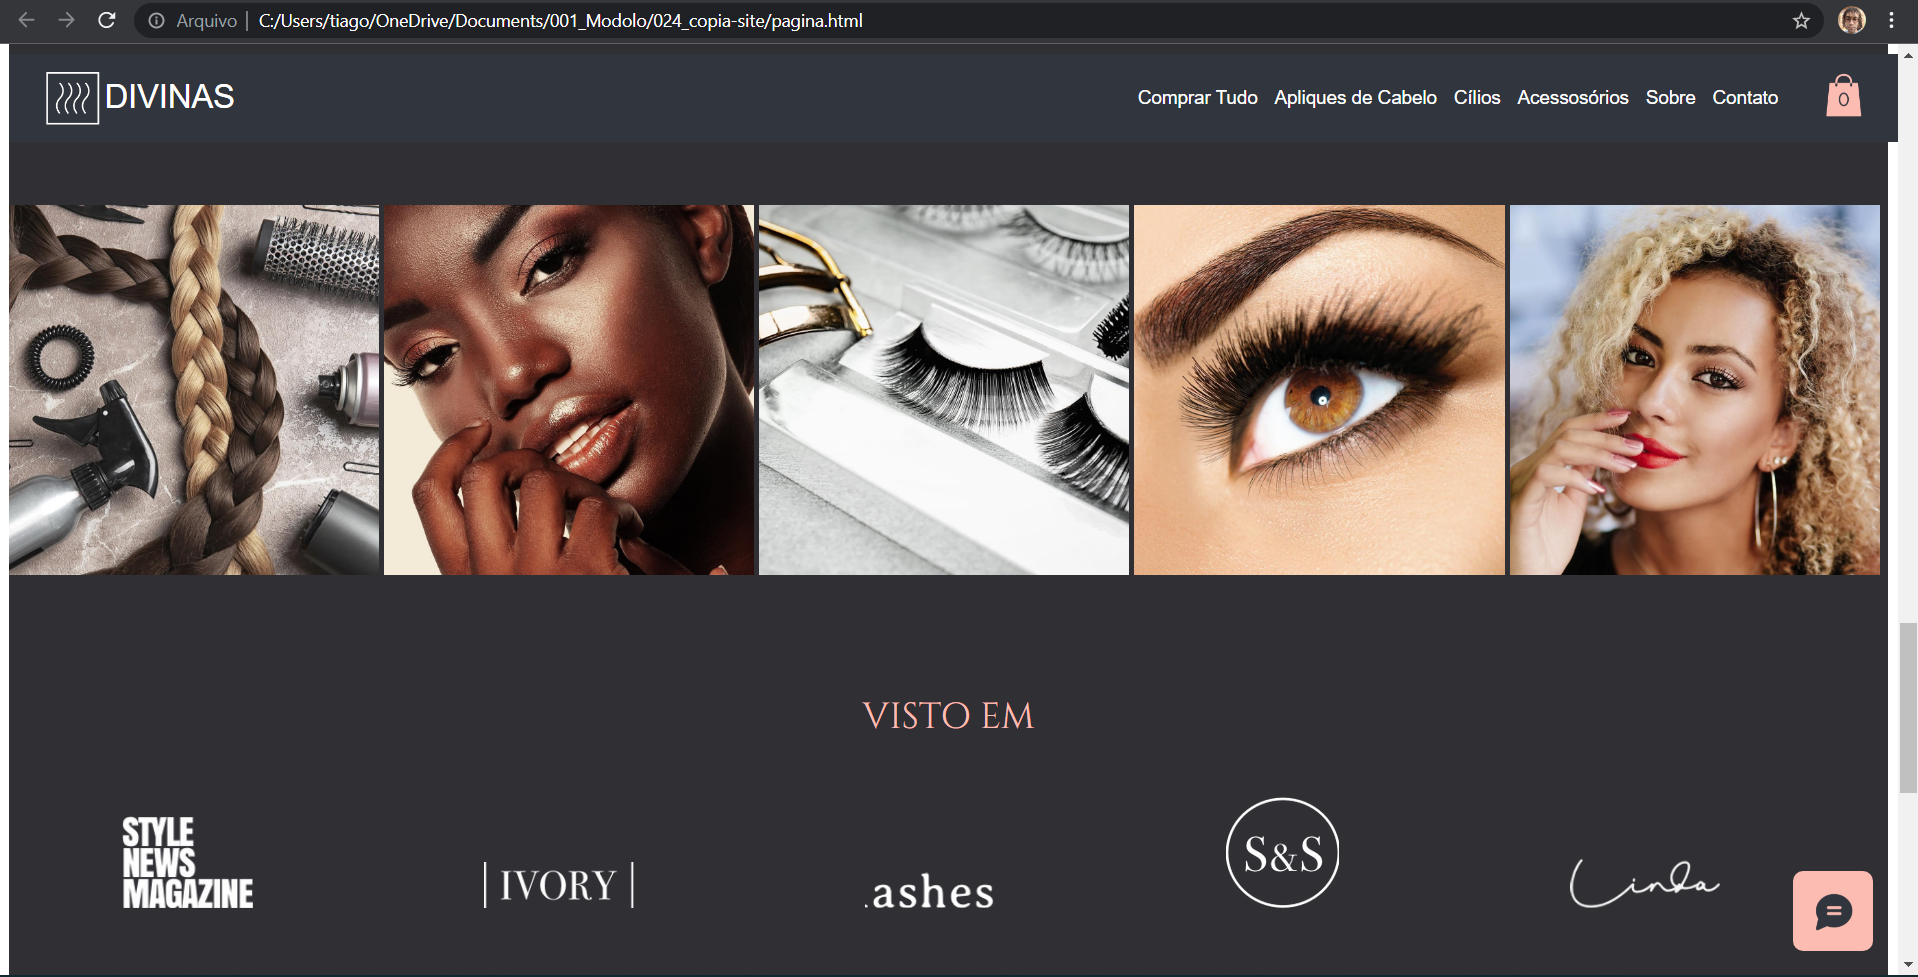 Arquivo | C:/Users/tiago/OneDrive/Documents/001_Modolo/024_copia-site/pagina.html
DIVINAS
Comprar Tudo Apliques de Cabelo Cílios Acessosórios Sobre Contato
0
VISTO EM
STYLE
NEWS
MAGAZINE
| IVORY |
.ashes
S&S
Linda